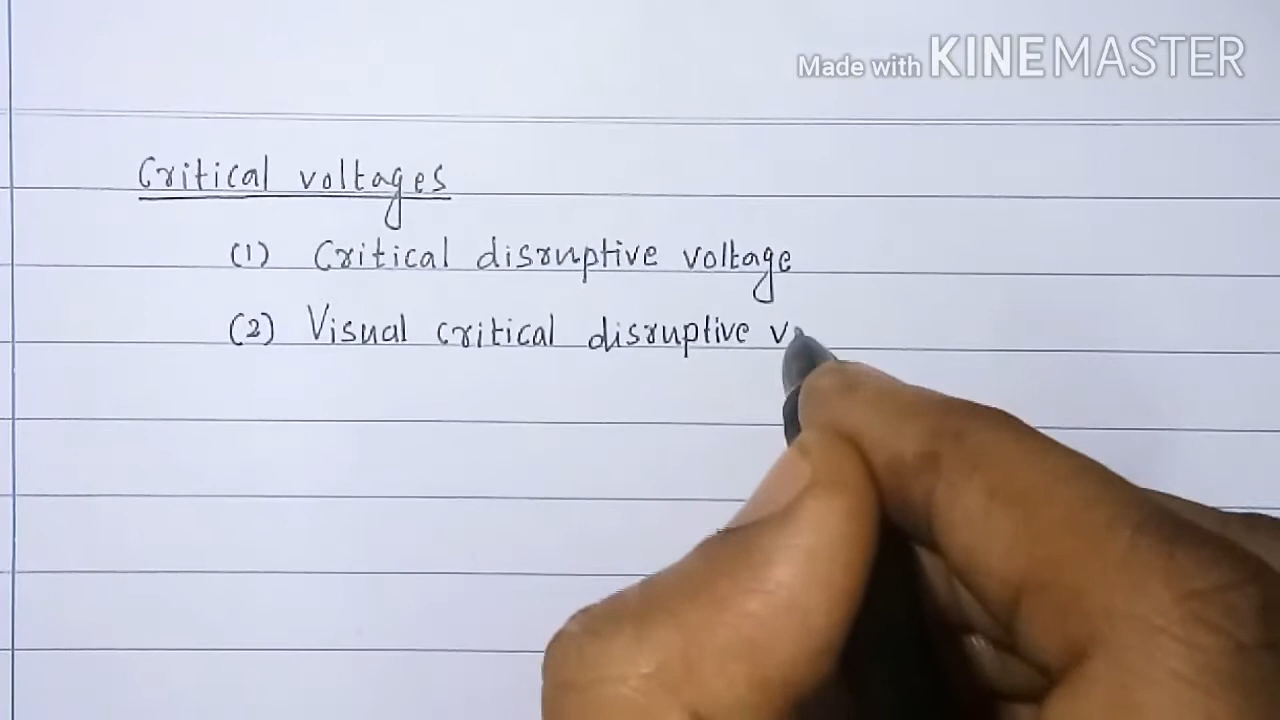 Made with KINEMASTER
Critical voltages
(1) Critical disruptive voltage
(2) Visual critical disruptive v